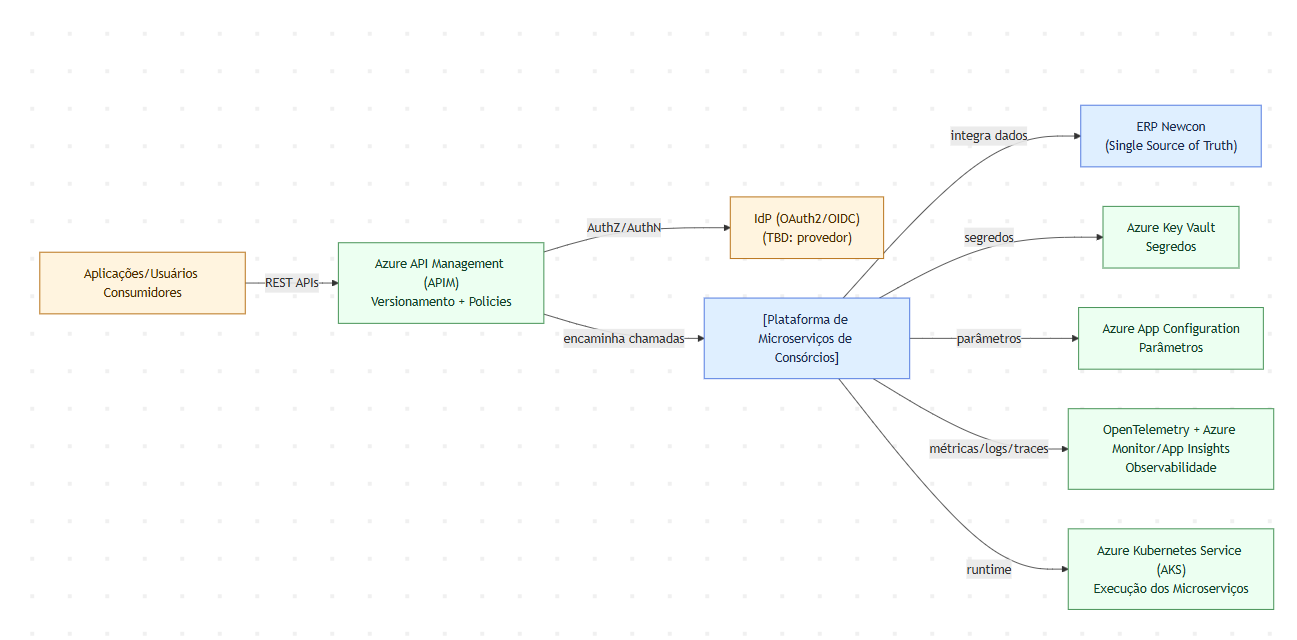 Aplicações/Usuários
Consumidores
REST APIs
Azure API Management
(APIM)
Versionamento + Policies
AuthZ/AuthN
encaminha chamadas
IdP (OAuth2/OIDC)
(TBD: provedor)
[Plataforma de
Microserviços de
Consórcios]
integra dados
segredos
parâmetros
métricas/logs/traces
runtime
ERP Newcon
(Single Source of Truth)
Azure Key Vault
Segredos
Azure App Configuration
Parâmetros
OpenTelemetry + Azure
Monitor/App Insights
Observabilidade
Azure Kubernetes Service
(AKS)
Execução dos Microserviços